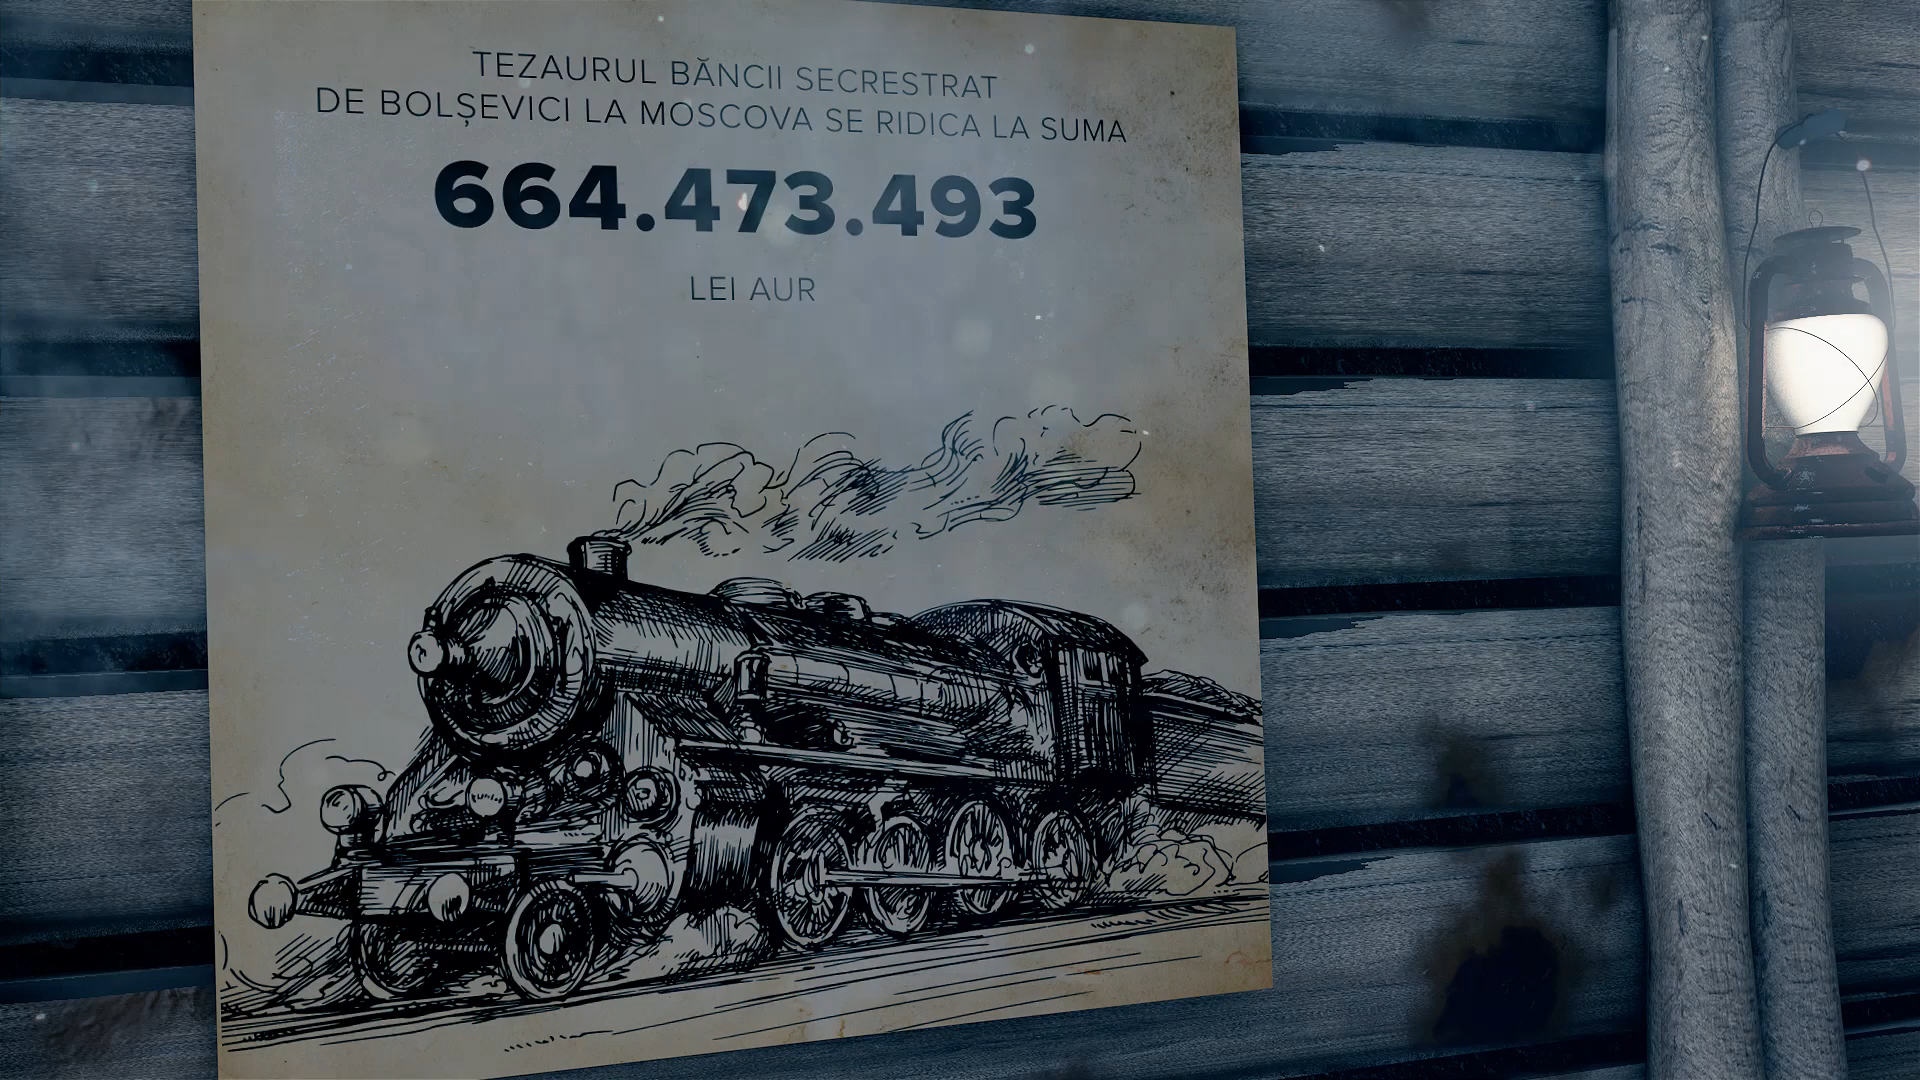 TEZAURUL BĂNCII SECRESTRAT
DE BOLȘEVICI LA MOSCOVA SE RIDICA LA SUMA
664.473.493
LEI AUR